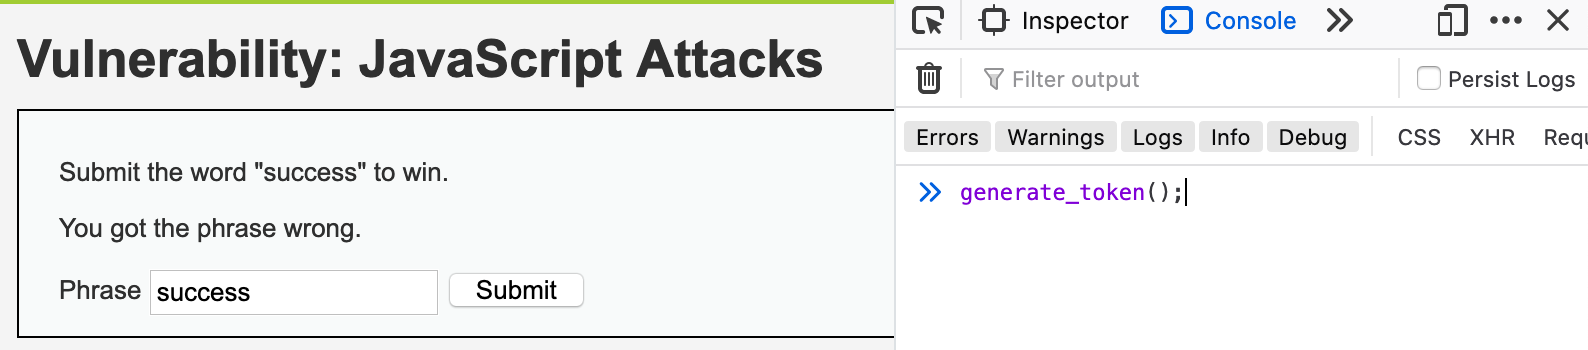 Vulnerability: JavaScript Attacks
Submit the word "success" to win.
You got the phrase wrong.
Phrase success Submit
Inspector Console
Filter output Persist Logs
Errors Warnings Logs Info Debug CSS XHR
generate_token();